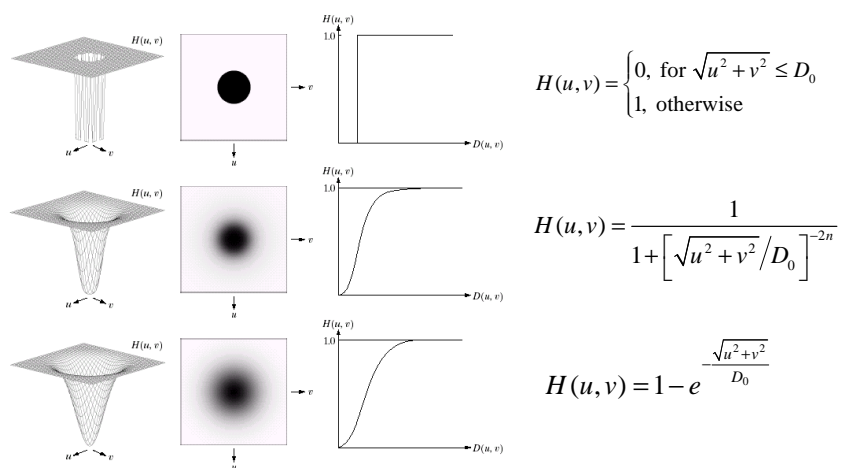 H(u, v)
u v
v
u
H(u, v)
1.0
D(u, v)
H(u,v) = {0, for √(u² + v²) ≤ D₀
1, otherwise
H(u, v)
u v
v
u
H(u, v)
1.0
D(u, v)
H(u,v) = 1 / (1+[√(u² + v²)/D₀]⁻²ⁿ)
H(u, v)
u v
v
u
H(u, v)
1.0
D(u, v)
H(u,v) = 1 − e^(−√(u²+v²)/D₀)